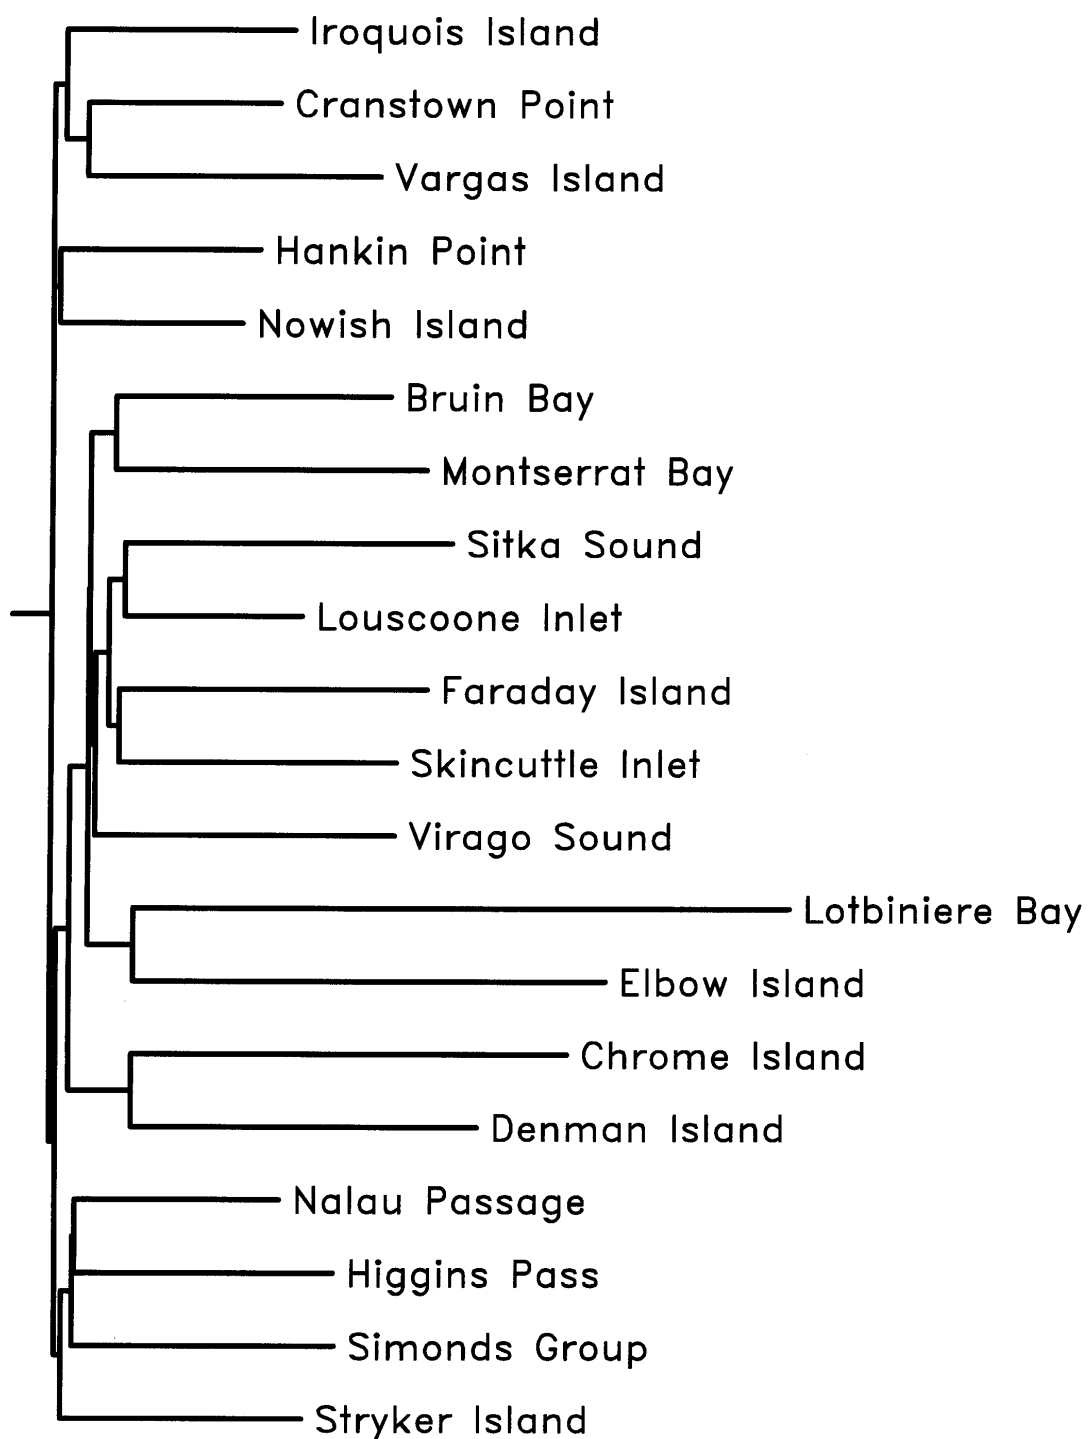 Iroquois Island
Cranstown Point
Vargas Island
Hankin Point
Nowish Island
Bruin Bay
Montserrat Bay
Sitka Sound
Louscoone Inlet
Faraday Island
Skincuttle Inlet
Virago Sound
Lotbiniere Bay
Elbow Island
Chrome Island
Denman Island
Nalau Passage
Higgins Pass
Simonds Group
Stryker Island